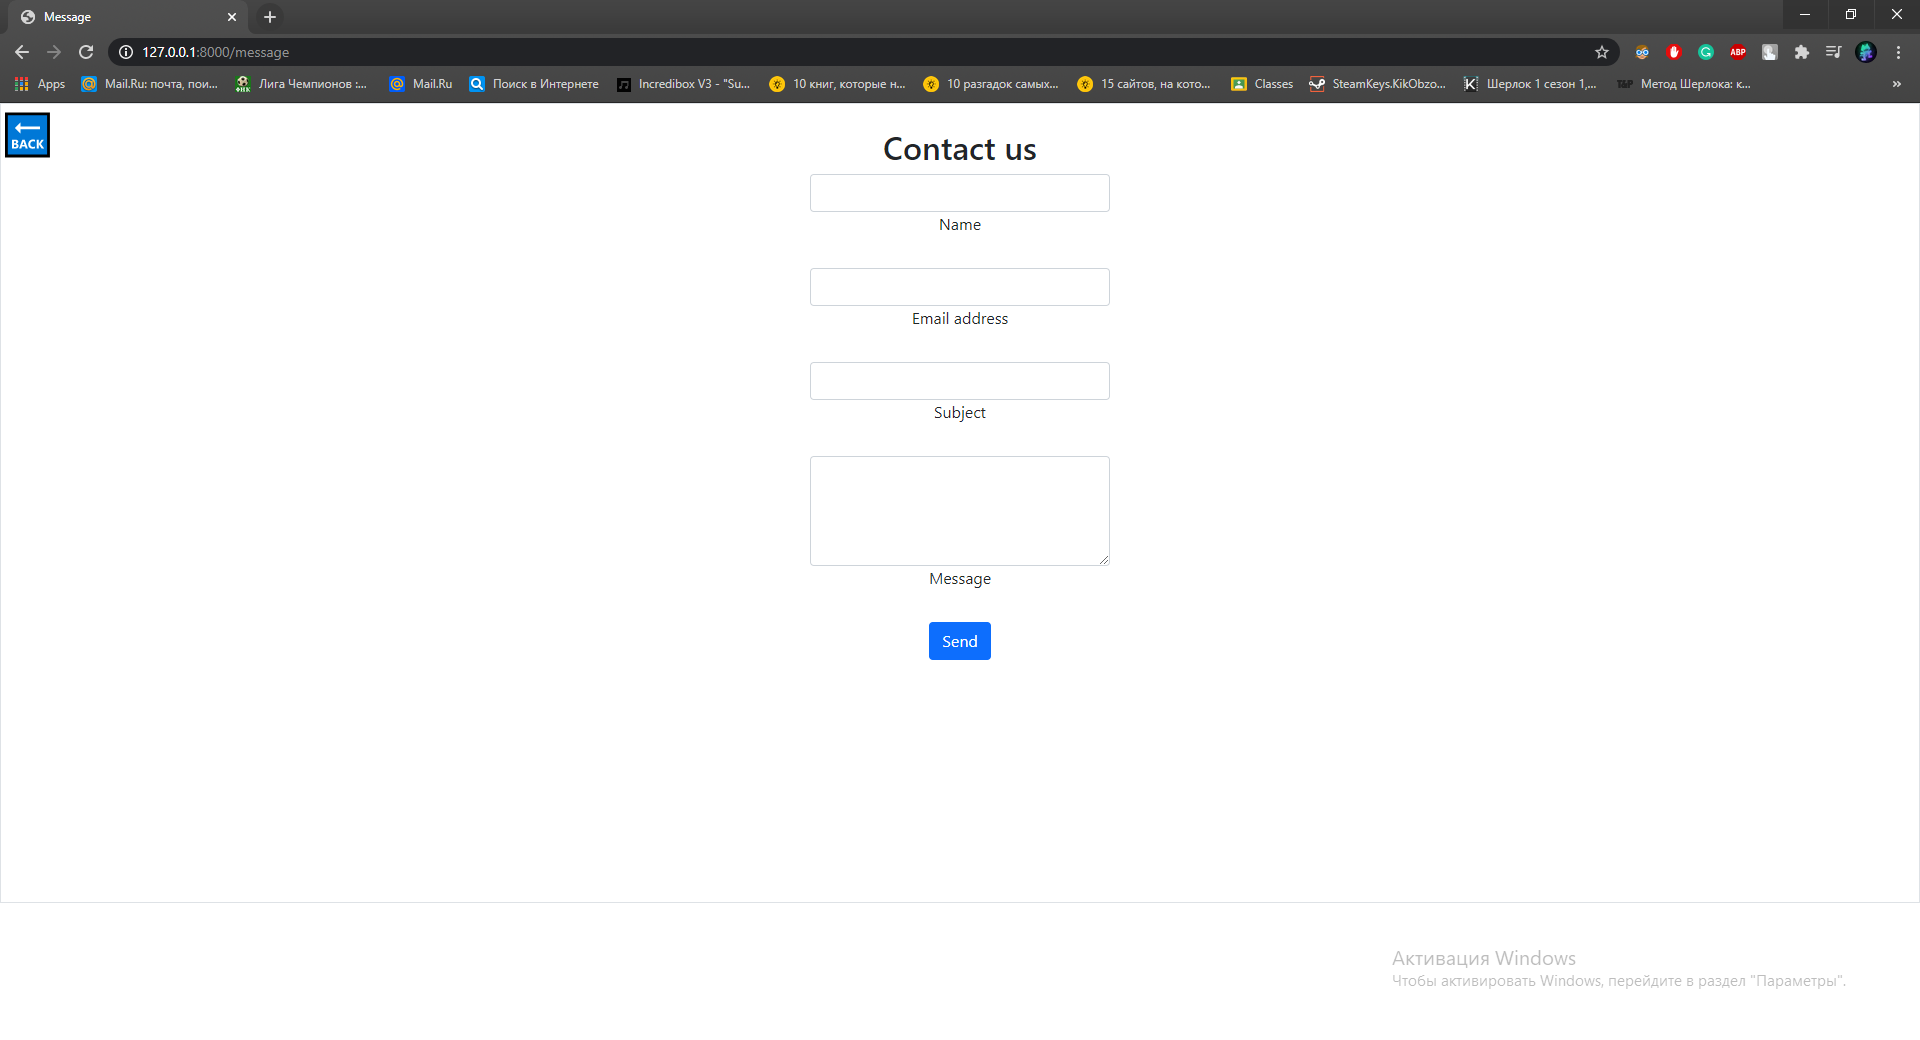 Message
127.0.0.1:8000/message
ABP
Apps
Mail.Ru: почта, пои...
Лига Чемпионов :...
Mail.Ru
Поиск в Интернете
Incredibox V3 - "Su...
10 книг, которые н...
10 разгадок самых...
15 сайтов, на кото...
Classes
SteamKeys.KikObzo...
Шерлок 1 сезон 1,...
T&P
Метод Шерлока: к...
BACK
Contact us
Name
Email address
Subject
Message
Send
Активация Windows
Чтобы активировать Windows, перейдите в раздел "Параметры".